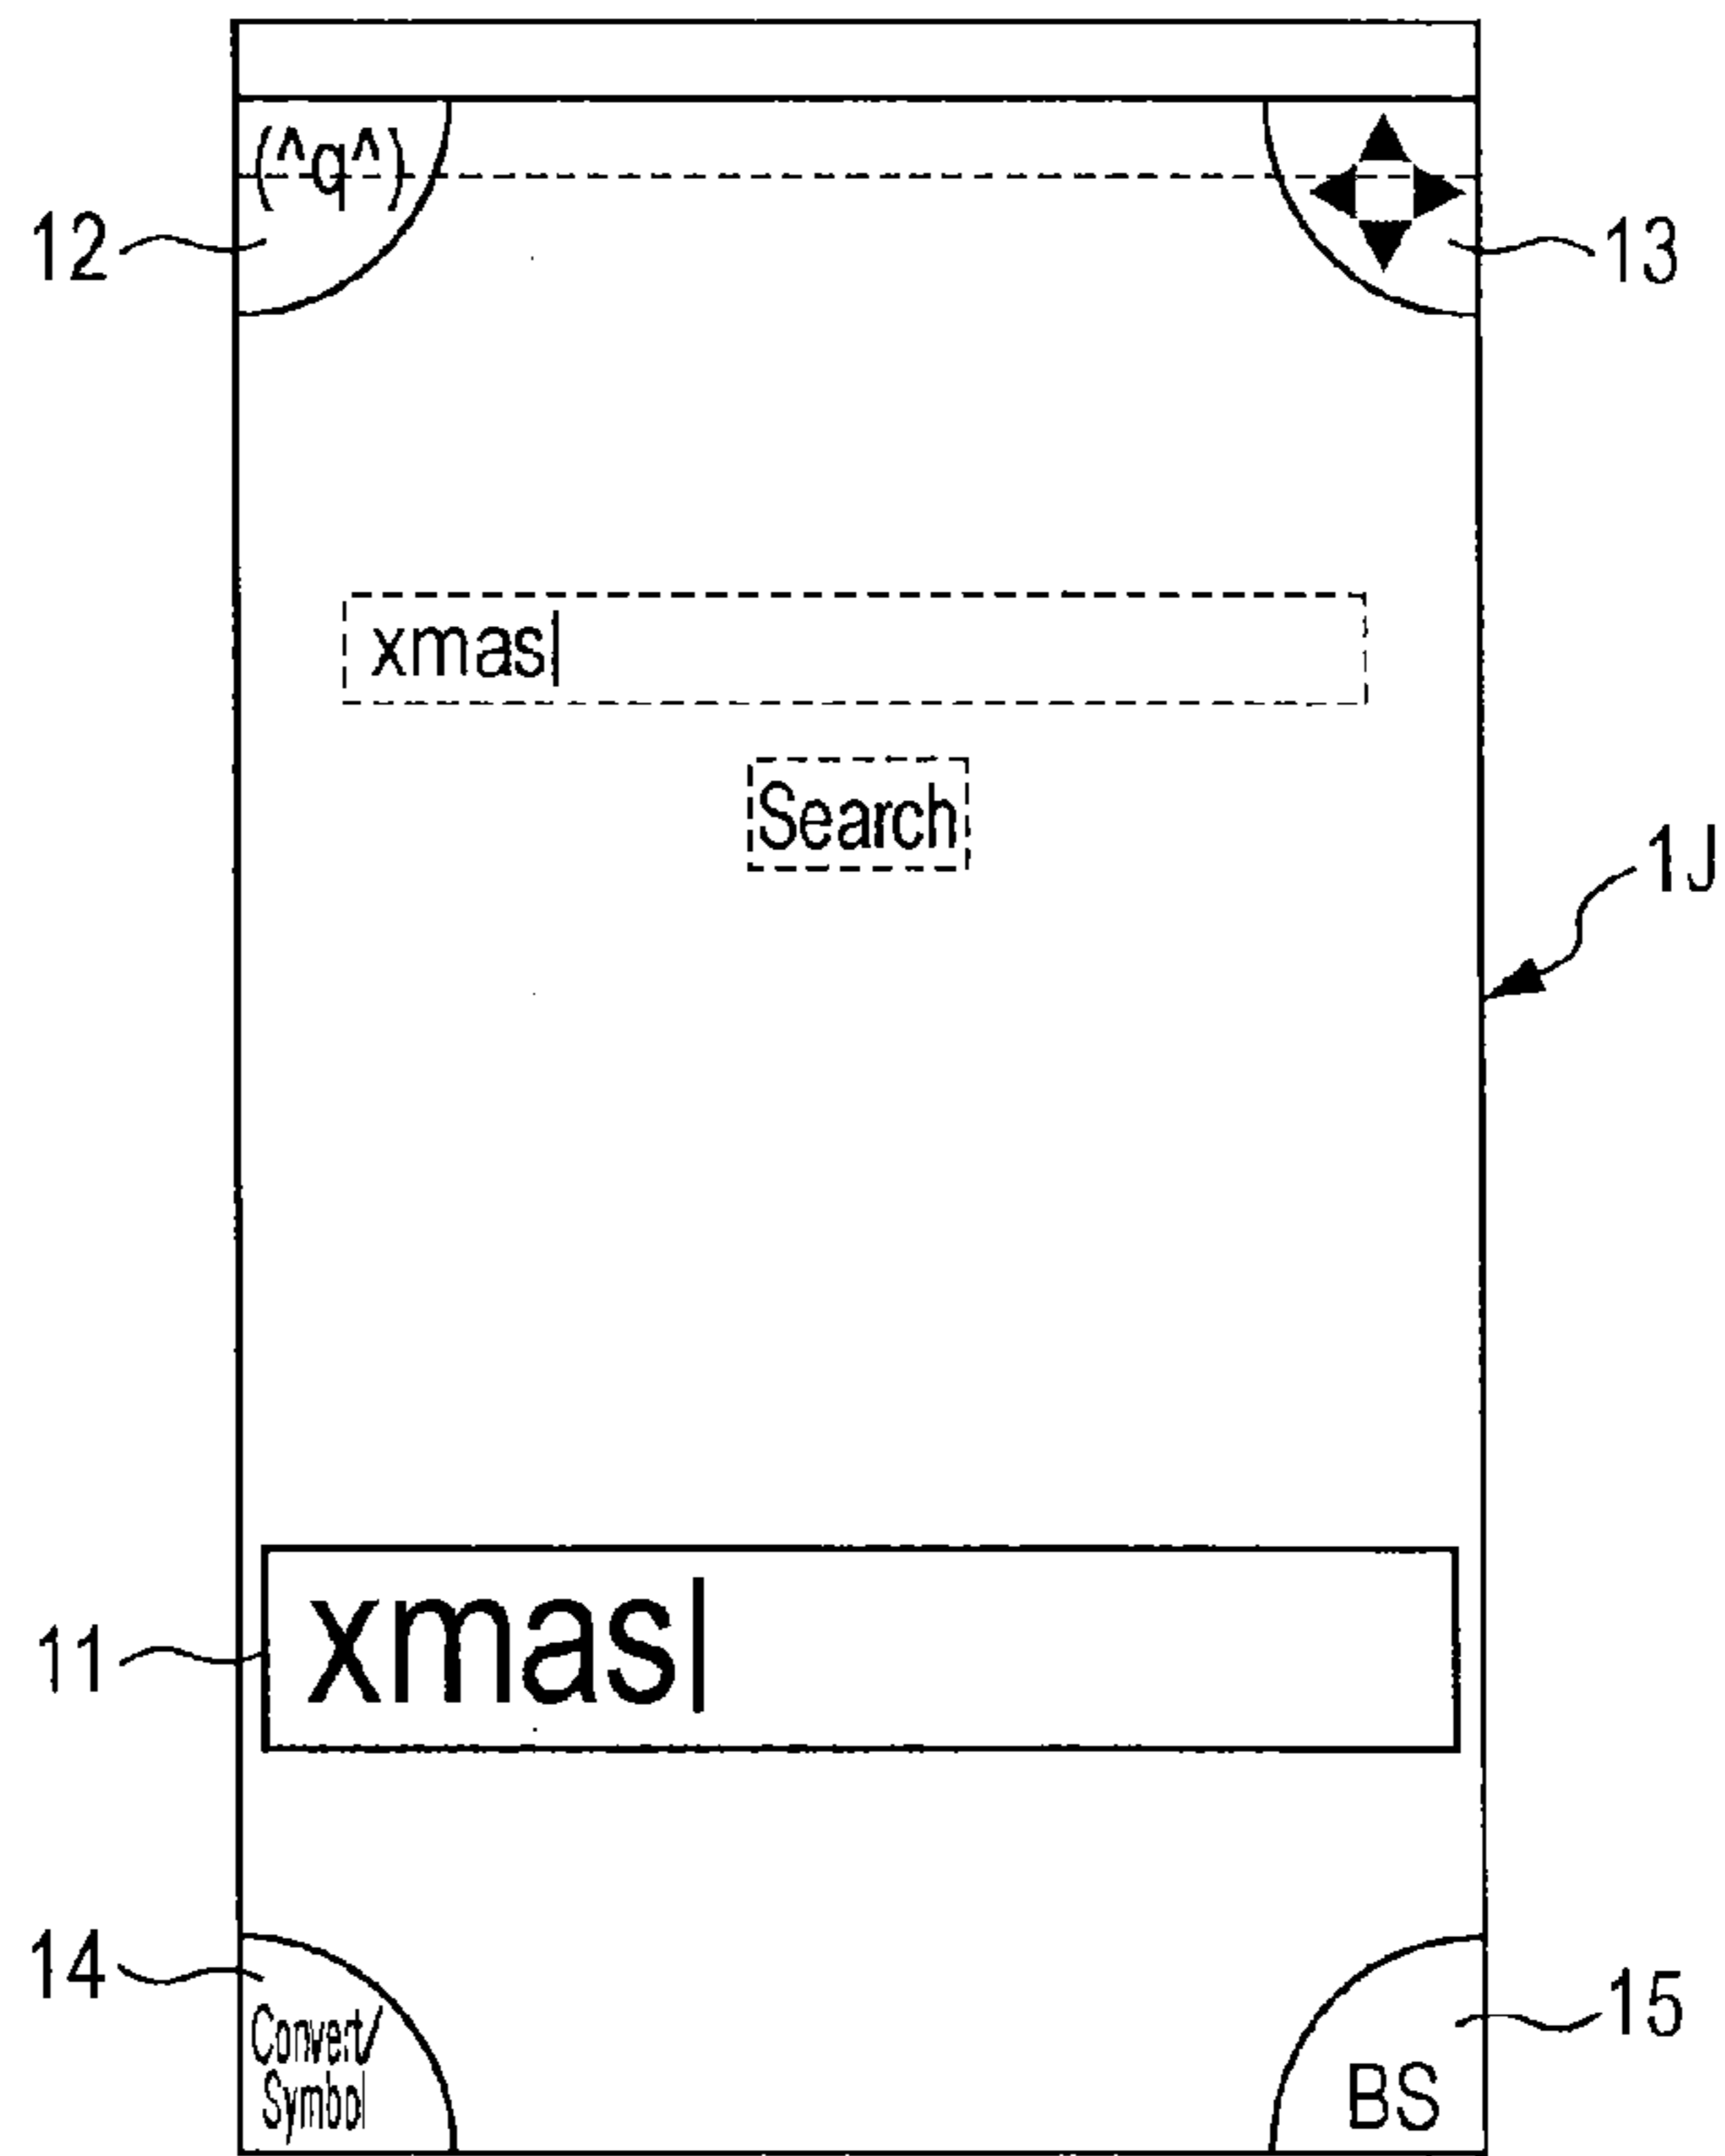 (^q^)
12
13
xmas
Search
1J
xmas
11
14
15
Convert/
Symbol
BS